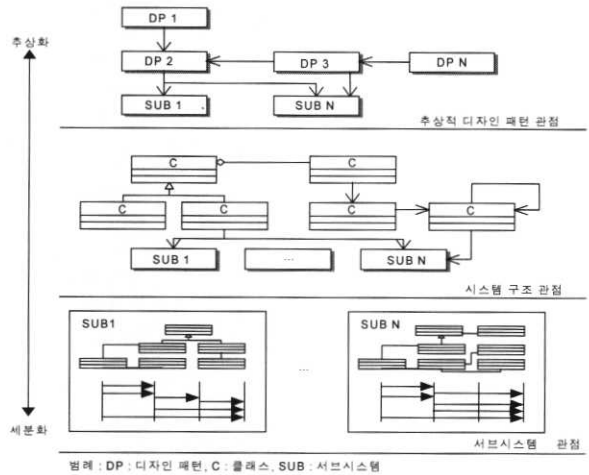 추상화
DP 1
DP 2
DP 3
DP N
SUB 1
SUB N
추상적 디자인 패턴 관점
C
C
C
C
C
C
SUB 1
...
SUB N
시스템 구조 관점
SUB1
...
SUB N
세분화
서브시스템 관점
범례 : DP : 디자인 패턴, C : 클래스, SUB : 서브시스템